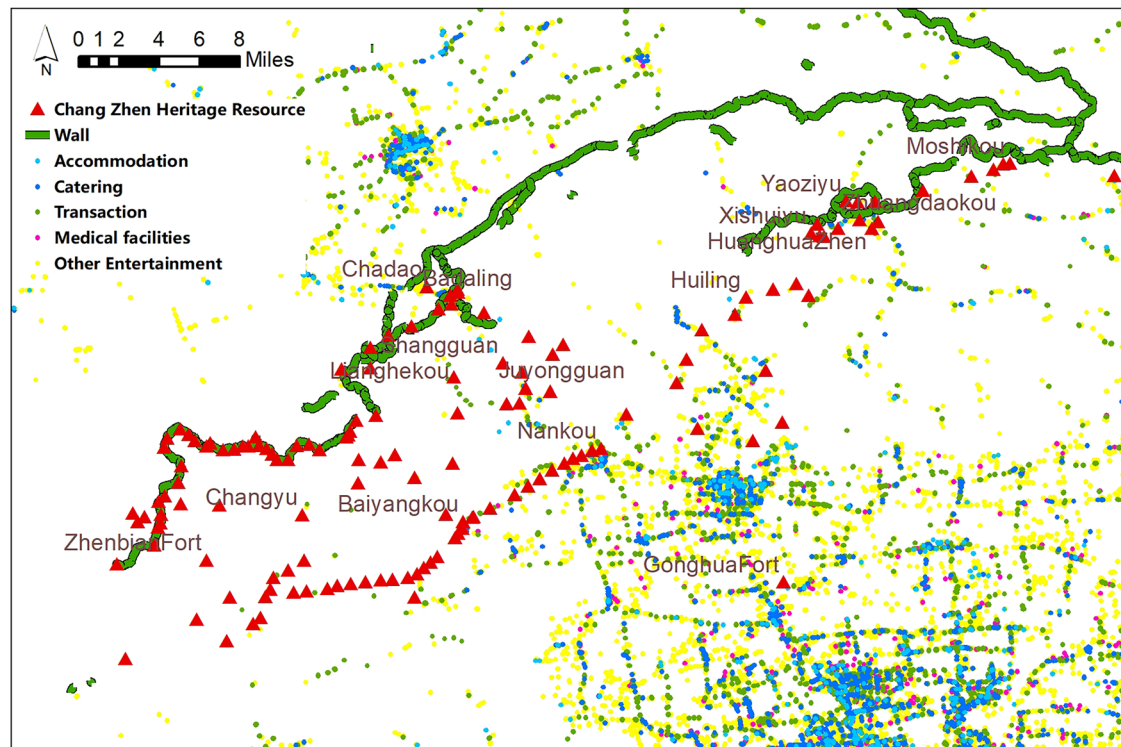 0 1 2 4 6 8
Miles
N
Chang Zhen Heritage Resource
Wall
Accommodation
Catering
Transaction
Medical facilities
Other Entertainment
Moshikou
Yaoziyu
Xishuiyu
HuanghuaZhen
Huiling
Chadao
Badaling
Shangguan
Lianghekou
Juyongguan
Nankou
Changyu
Baiyangkou
ZhenbianFort
GonghuaFort